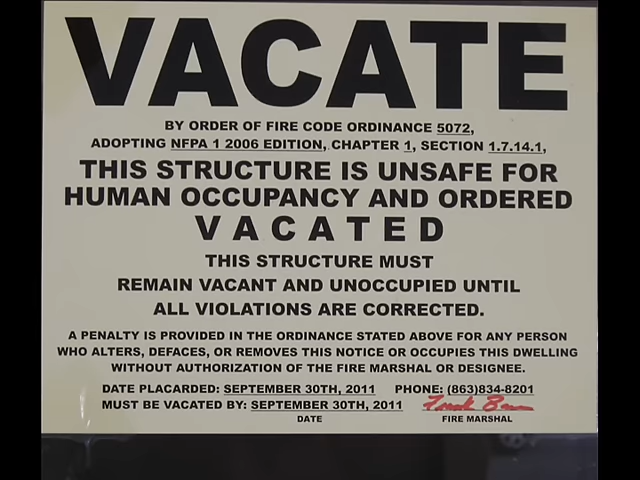 VACATE
BY ORDER OF FIRE CODE ORDINANCE 5072,
ADOPTING NFPA 1 2006 EDITION, CHAPTER 1, SECTION 1.7.14.1,
THIS STRUCTURE IS UNSAFE FOR
HUMAN OCCUPANCY AND ORDERED
VACATED
THIS STRUCTURE MUST
REMAIN VACANT AND UNOCCUPIED UNTIL
ALL VIOLATIONS ARE CORRECTED.
A PENALTY IS PROVIDED IN THE ORDINANCE STATED ABOVE FOR ANY PERSON
WHO ALTERS, DEFACES, OR REMOVES THIS NOTICE OR OCCUPIES THIS DWELLING
WITHOUT AUTHORIZATION OF THE FIRE MARSHAL OR DESIGNEE.
DATE PLACARDED: SEPTEMBER 30TH, 2011 PHONE: (863)834-8201
MUST BE VACATED BY: SEPTEMBER 30TH, 2011
DATE FIRE MARSHAL